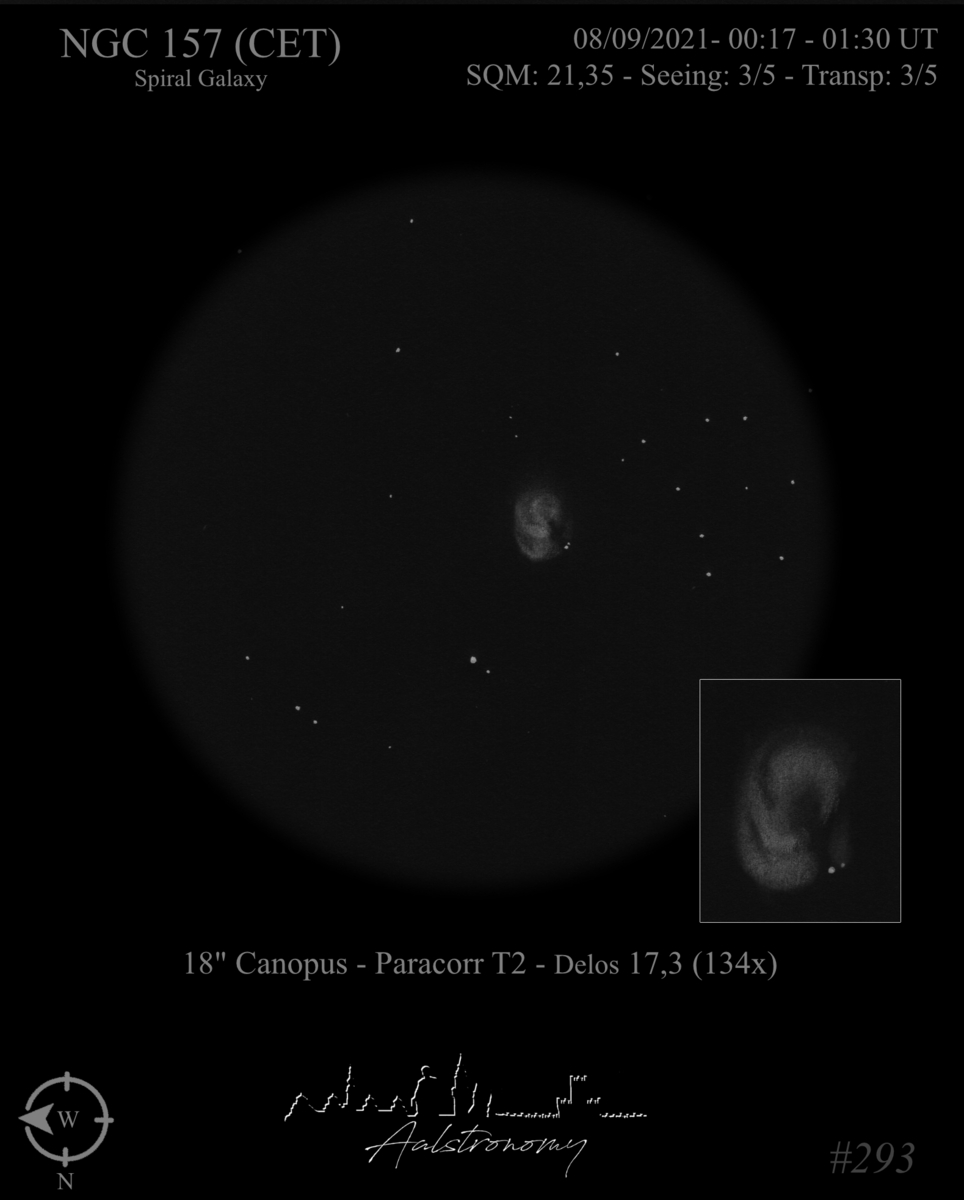 NGC 157 (CET)
Spiral Galaxy
08/09/2021- 00:17 - 01:30 UT
SQM: 21,35 - Seeing: 3/5 - Transp: 3/5
18" Canopus - Paracorr T2 - Delos 17,3 (134x)
W
N
Aalstronomy
#293